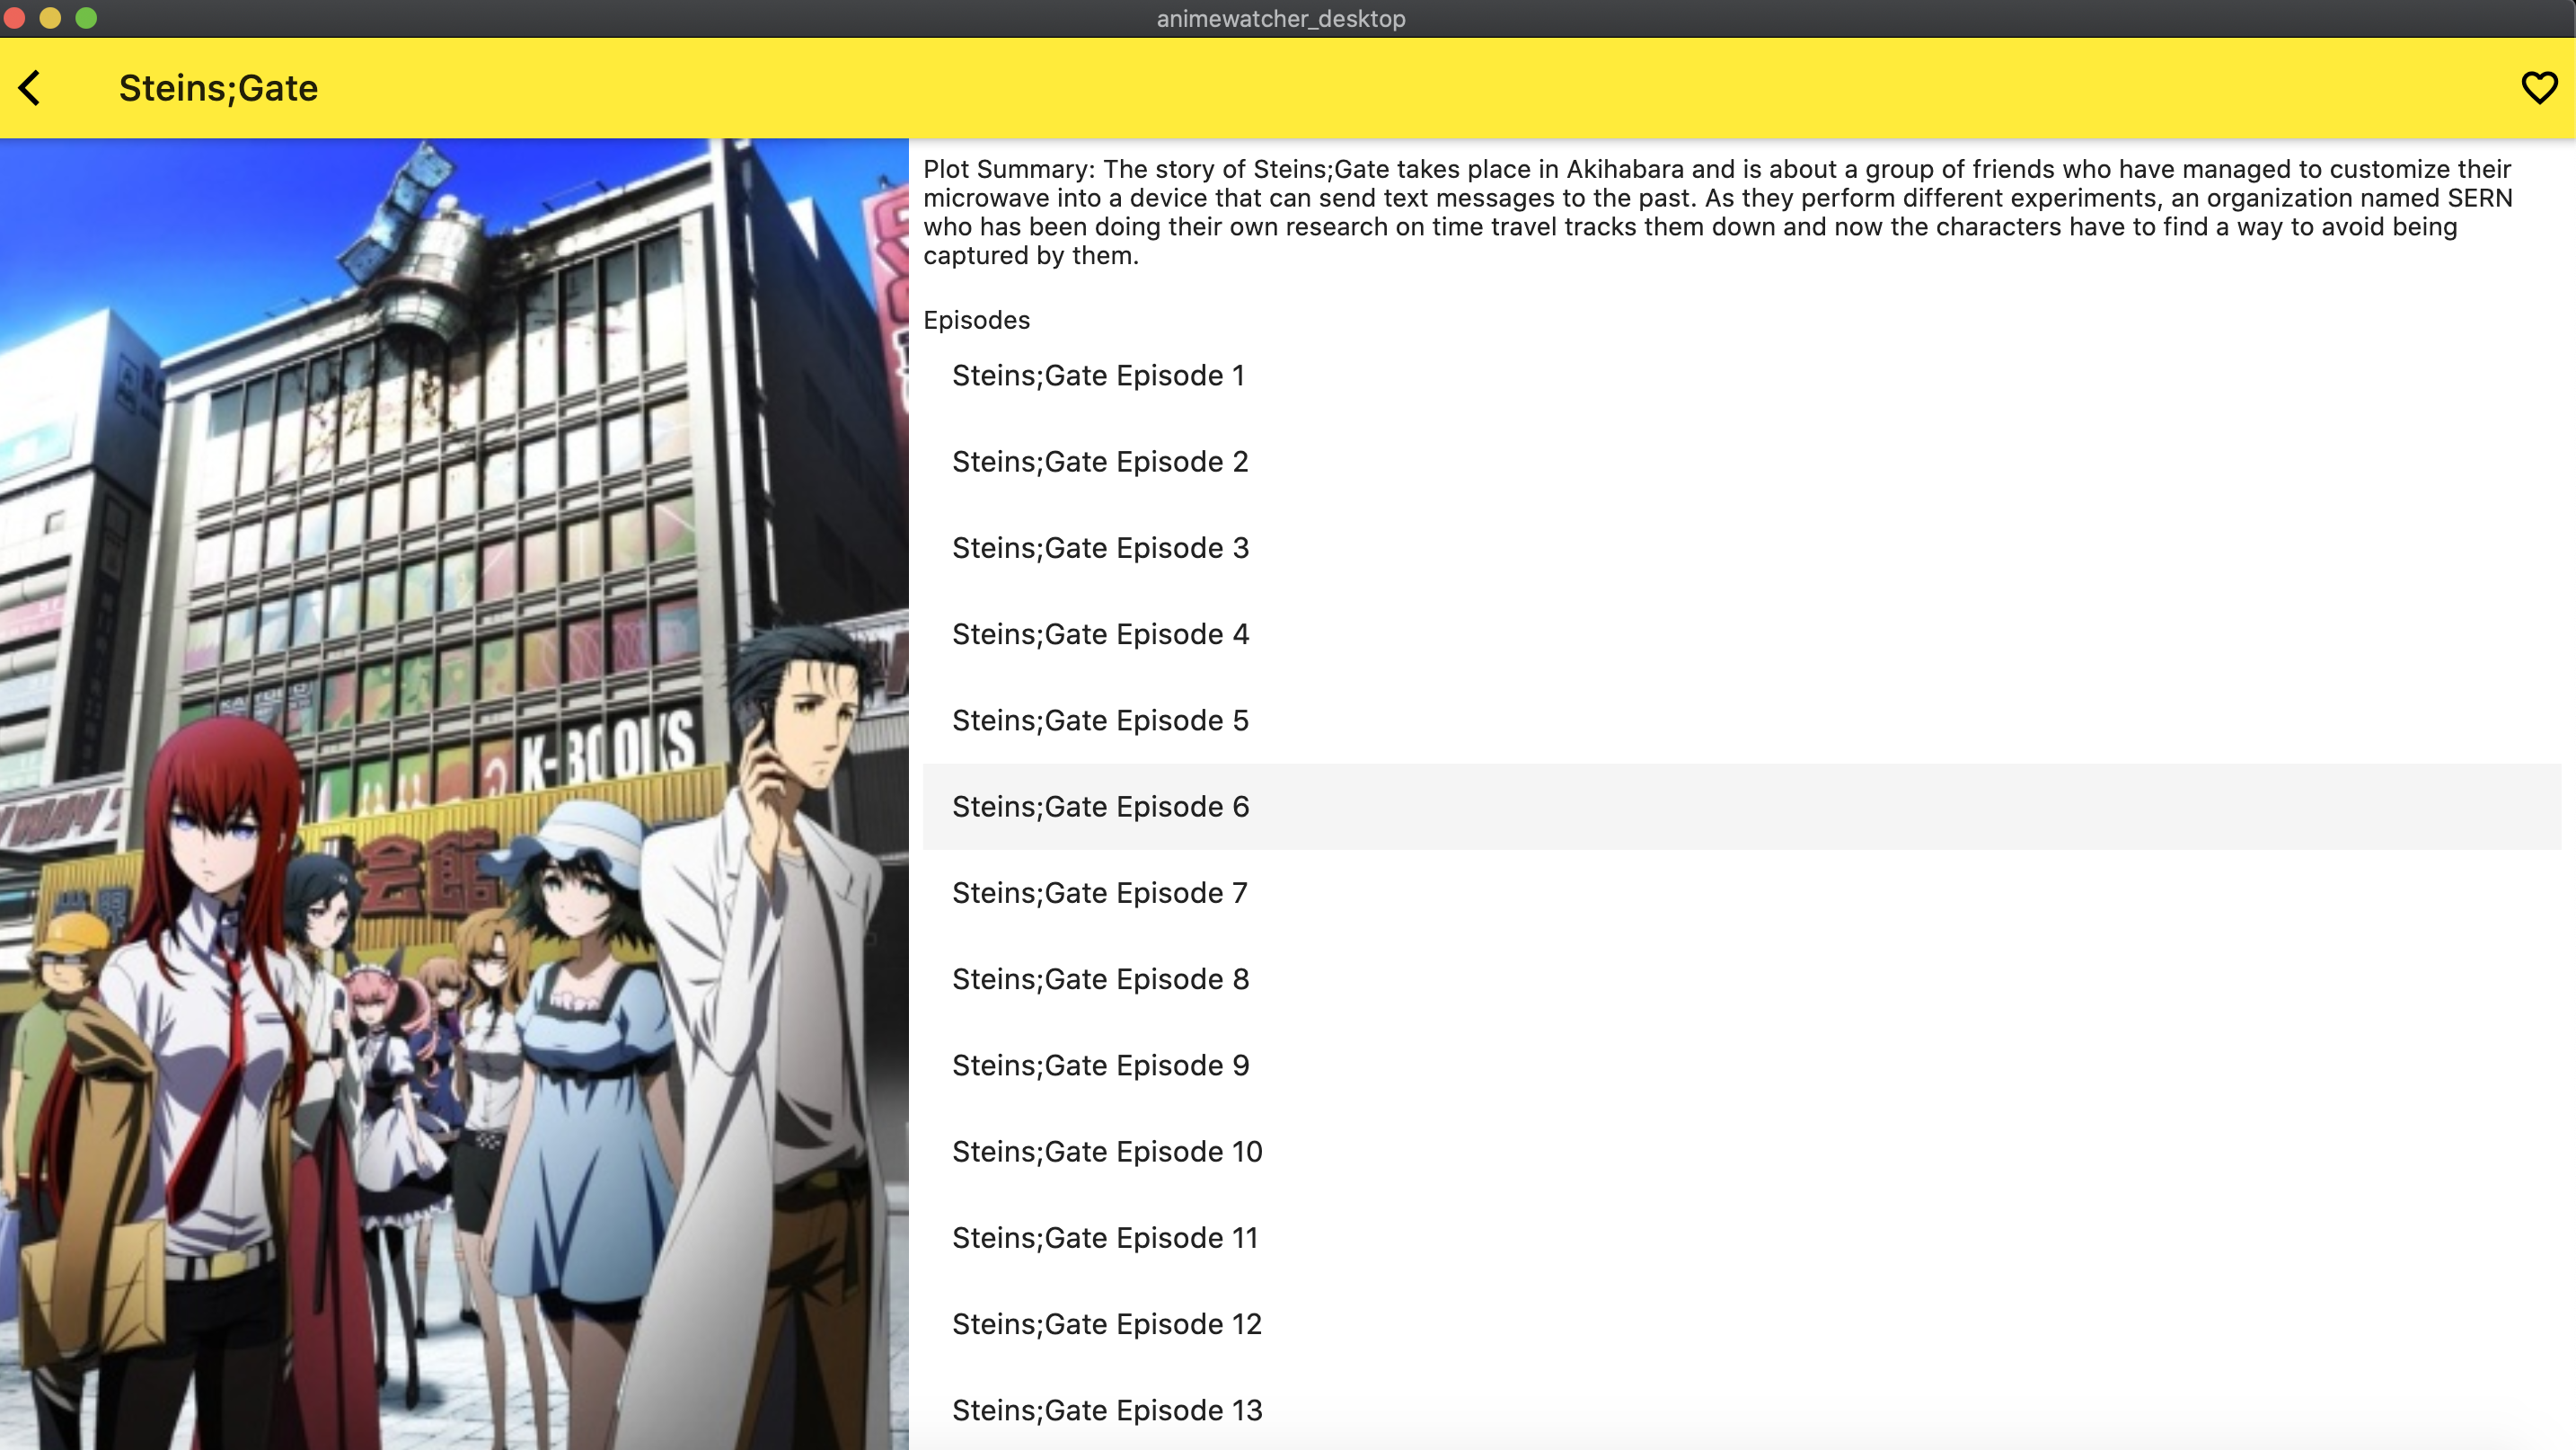 animewatcher_desktop
Steins;Gate
Plot Summary: The story of Steins;Gate takes place in Akihabara and is about a group of friends who have managed to customize their
microwave into a device that can send text messages to the past. As they perform different experiments, an organization named SERN
who has been doing their own research on time travel tracks them down and now the characters have to find a way to avoid being
captured by them.
Episodes
Steins;Gate Episode 1
Steins;Gate Episode 2
Steins;Gate Episode 3
Steins;Gate Episode 4
Steins;Gate Episode 5
Steins;Gate Episode 6
Steins;Gate Episode 7
Steins;Gate Episode 8
Steins;Gate Episode 9
Steins;Gate Episode 10
Steins;Gate Episode 11
Steins;Gate Episode 12
Steins;Gate Episode 13
K-BOOKS
会館